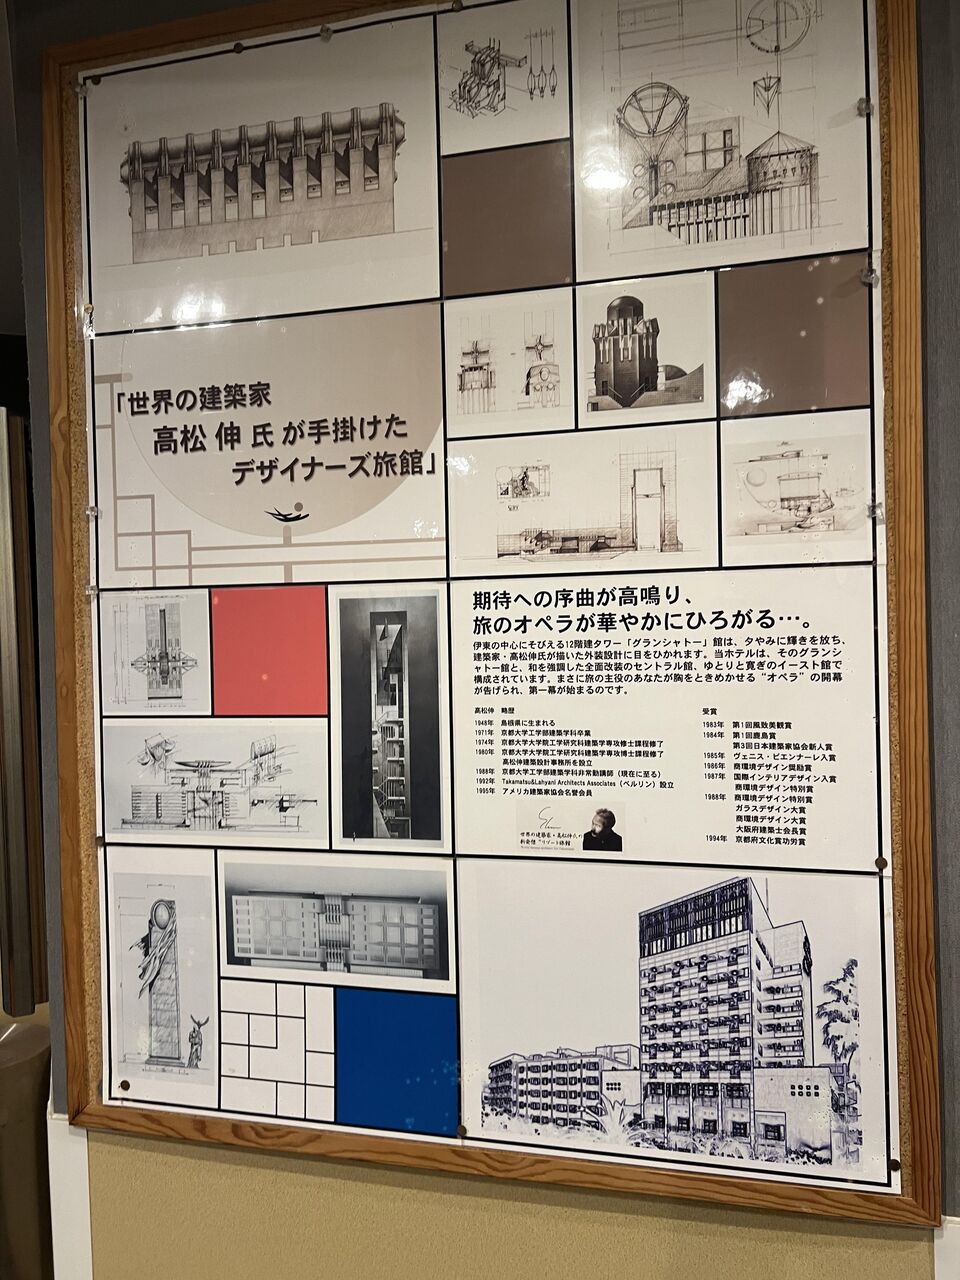 「世界の建築家
高松 伸 氏 が手掛けた
デザイナーズ旅館」
期待への序曲が高鳴り、
旅のオペラが華やかにひろがる…。
伊東の中心にそびえる12階建タワー「グランシャトー」館は、夕やみに輝きを放ち、
建築家・高松伸氏が描いた外装設計に目をひかれます。当ホテルは、そのグランシ
ャトー館と、和を強調した全面改装のセントラル館、ゆとりと寛ぎのイースト館で
構成されています。まさに旅の主役のあなたが胸をときめかせる“オペラ”の開幕
が告げられ、第一幕が始まるのです。
高松伸 略歴
1948年 島根県に生まれる
1971年 京都大学工学部建築学科卒業
1974年 京都大学大学院工学研究科建築学専攻修士課程修了
1980年 京都大学大学院工学研究科建築学専攻博士課程修了
高松伸建築設計事務所を設立
1988年 京都大学工学部建築学科非常勤講師（現在に至る）
1992年 Takamatsu&Lahyani Architects Associates（ベルリン）設立
1995年 アメリカ建築家協会名誉会員
受賞
1983年 第1回風致美観賞
1984年 第1回鹿島賞
第3回日本建築家協会新人賞
1985年 ヴェニス・ビエンナーレ入賞
1986年 商環境デザイン奨励賞
1987年 国際インテリアデザイン入賞
商環境デザイン特別賞
1988年 商環境デザイン特別賞
ガラスデザイン大賞
商環境デザイン大賞
大阪府建築士会長賞
1994年 京都府文化賞功労賞
世界の建築家・高松伸氏の
新発想“リゾート旅館